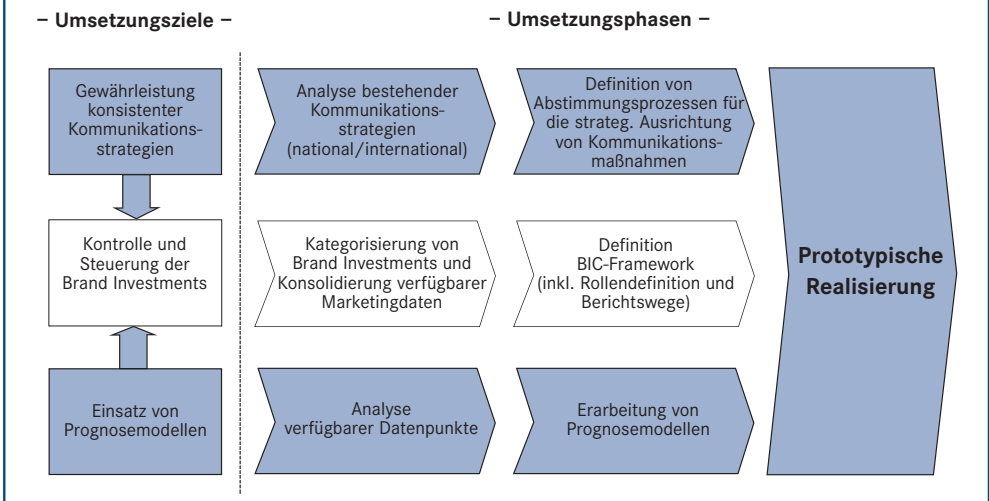 – Umsetzungsziele –
– Umsetzungsphasen –
Gewährleistung
konsistenter
Kommunikations-
strategien
Analyse bestehender
Kommunikations-
strategien
(national/international)
Definition von
Abstimmungsprozessen für
die strateg. Ausrichtung
von Kommunikations-
maßnahmen
Kontrolle und
Steuerung der
Brand Investments
Kategorisierung von
Brand Investments und
Konsolidierung verfügbarer
Marketingdaten
Definition
BIC-Framework
(inkl. Rollendefinition und
Berichtswege)
Einsatz von
Prognosemodellen
Analyse
verfügbarer Datenpunkte
Erarbeitung von
Prognosemodellen
Prototypische
Realisierung